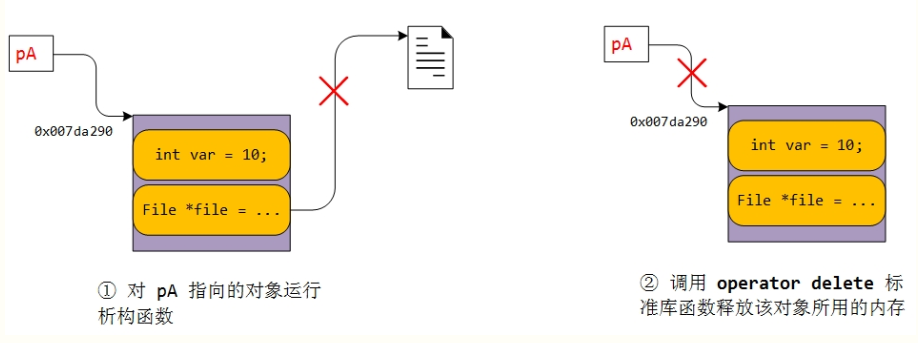 pA
0x007da290
int var = 10;
File *file = ...
① 对 pA 指向的对象运行
析构函数
pA
0x007da290
int var = 10;
File *file = ...
② 调用 operator delete 标
准库函数释放该对象所用的内存